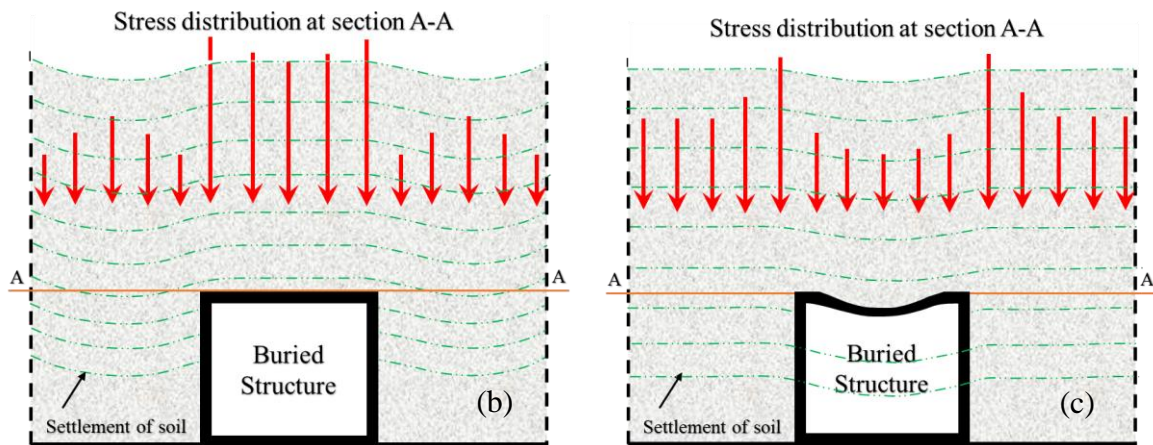 Stress distribution at section A-A
A
A
Buried
Structure
Settlement of soil
(b)
Stress distribution at section A-A
A
A
Buried
Structure
Settlement of soil
(c)